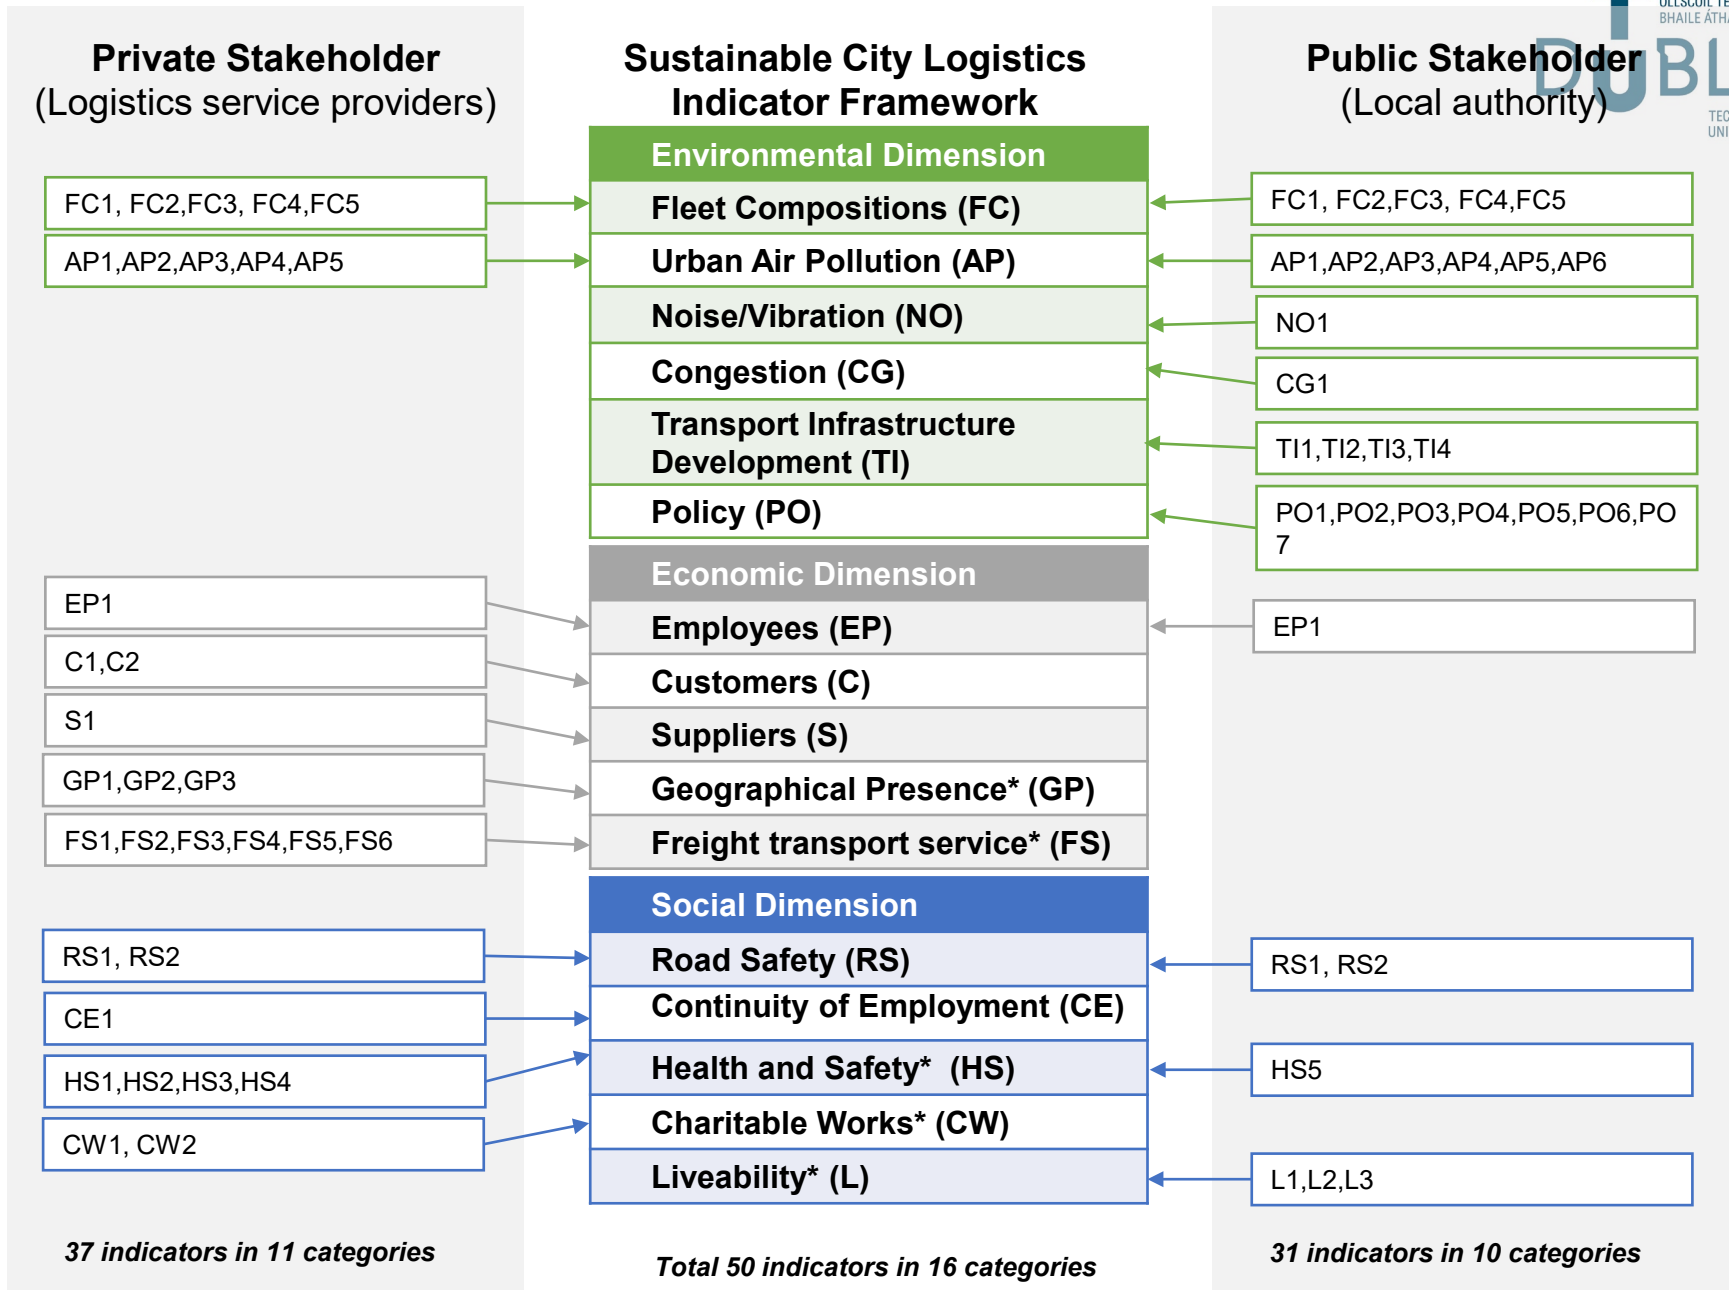 Private Stakeholder
(Logistics service providers)
FC1, FC2,FC3, FC4,FC5
AP1,AP2,AP3,AP4,AP5
EP1
C1,C2
S1
GP1,GP2,GP3
FS1,FS2,FS3,FS4,FS5,FS6
RS1, RS2
CE1
HS1,HS2,HS3,HS4
CW1, CW2
37 indicators in 11 categories
Sustainable City Logistics
Indicator Framework
Environmental Dimension
Fleet Compositions (FC)
Urban Air Pollution (AP)
Noise/Vibration (NO)
Congestion (CG)
Transport Infrastructure
Development (TI)
Policy (PO)
Economic Dimension
Employees (EP)
Customers (C)
Suppliers (S)
Geographical Presence* (GP)
Freight transport service* (FS)
Social Dimension
Road Safety (RS)
Continuity of Employment (CE)
Health and Safety* (HS)
Charitable Works* (CW)
Liveability* (L)
Total 50 indicators in 16 categories
BHAILE ÁTH
DUBL
TEC
UNI
Public Stakeholder
(Local authority)
FC1, FC2,FC3, FC4,FC5
AP1,AP2,AP3,AP4,AP5,AP6
NO1
CG1
TI1,TI2,TI3,TI4
PO1,PO2,PO3,PO4,PO5,PO6,PO
7
EP1
RS1, RS2
HS5
L1,L2,L3
31 indicators in 10 categories